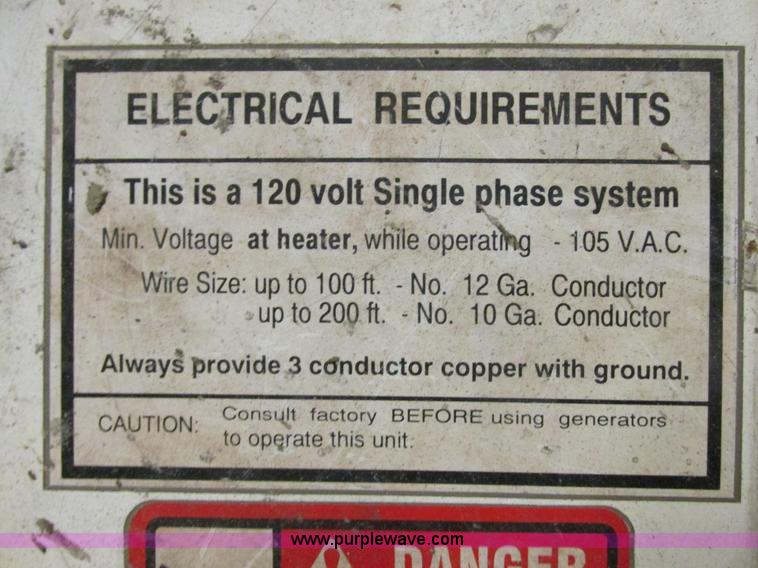 ELECTRICAL REQUIREMENTS
This is a 120 volt Single phase system
Min. Voltage at heater, while operating - 105 V.A.C.
Wire Size: up to 100 ft. - No. 12 Ga. Conductor
up to 200 ft. - No. 10 Ga. Conductor
Always provide 3 conductor copper with ground.
CAUTION: Consult factory BEFORE using generators
to operate this unit.
www.purplewave.com
DANGER